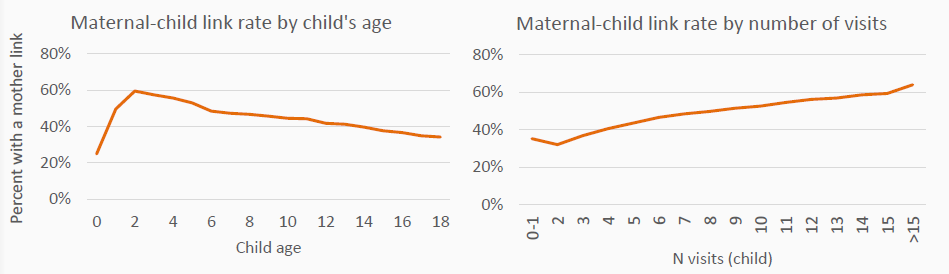 Maternal-child link rate by child's age
Percent with a mother link
80%
60%
40%
20%
0%
0 2 4 6 8 10 12 14 16 18
Child age
Maternal-child link rate by number of visits
80%
60%
40%
20%
0%
0-1 2 3 4 5 6 7 8 9 10 11 12 13 14 15 >15
N visits (child)